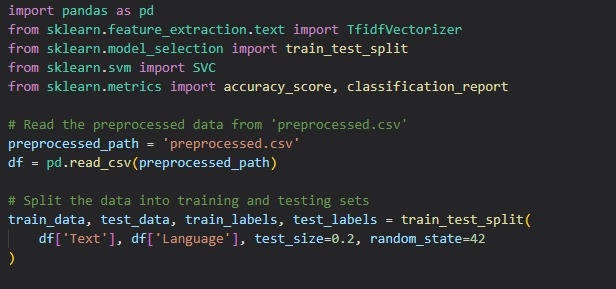 import pandas as pd
from sklearn.feature_extraction.text import TfidfVectorizer
from sklearn.model_selection import train_test_split
from sklearn.svm import SVC
from sklearn.metrics import accuracy_score, classification_report

# Read the preprocessed data from 'preprocessed.csv'
preprocessed_path = 'preprocessed.csv'
df = pd.read_csv(preprocessed_path)

# Split the data into training and testing sets
train_data, test_data, train_labels, test_labels = train_test_split(
    df['Text'], df['Language'], test_size=0.2, random_state=42
)